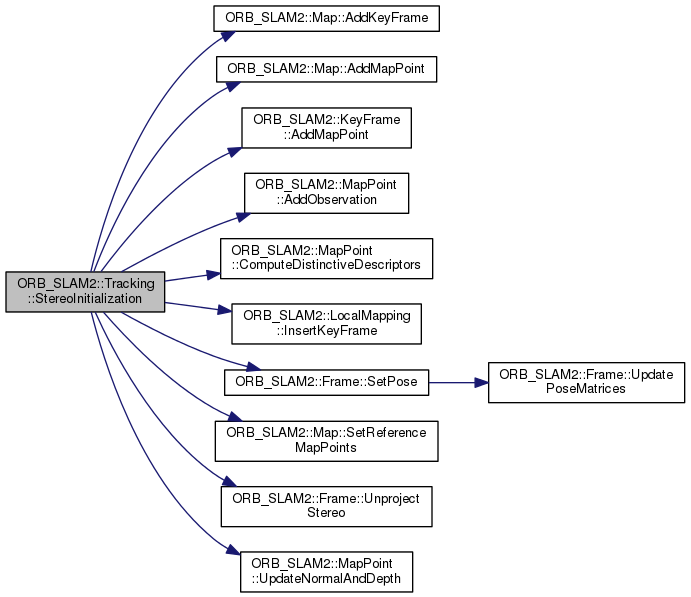 ORB_SLAM2::Map::AddKeyFrame
ORB_SLAM2::Map::AddMapPoint
ORB_SLAM2::KeyFrame
::AddMapPoint
ORB_SLAM2::MapPoint
::AddObservation
ORB_SLAM2::MapPoint
::ComputeDistinctiveDescriptors
ORB_SLAM2::Tracking
::StereoInitialization
ORB_SLAM2::LocalMapping
::InsertKeyFrame
ORB_SLAM2::Frame::SetPose
ORB_SLAM2::Frame::Update
PoseMatrices
ORB_SLAM2::Map::SetReference
MapPoints
ORB_SLAM2::Frame::Unproject
Stereo
ORB_SLAM2::MapPoint
::UpdateNormalAndDepth